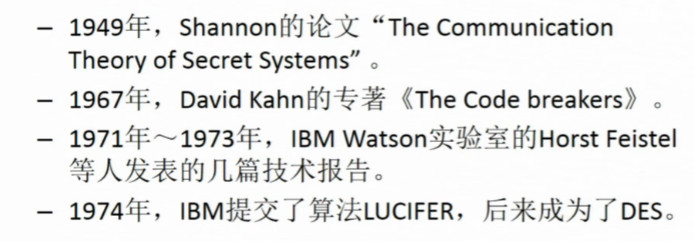 – 1949年，Shannon的论文“The Communication
Theory of Secret Systems” 。
– 1967年，David Kahn的专著《The Code breakers》。
– 1971年～1973年，IBM Watson实验室的Horst Feistel
等人发表的几篇技术报告。
– 1974年，IBM提交了算法LUCIFER，后来成为了DES。